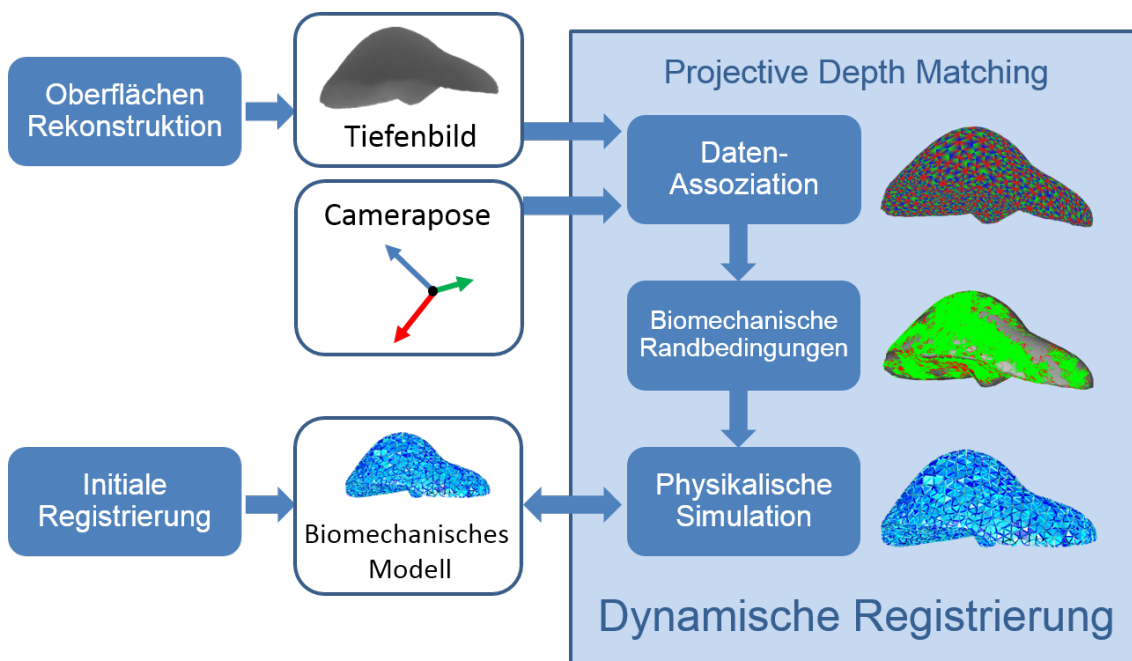 Oberflächen
Rekonstruktion
Tiefenbild
Camerapose
Initiale
Registrierung
Biomechanisches
Modell
Projective Depth Matching
Daten-
Assoziation
Biomechanische
Randbedingungen
Physikalische
Simulation
Dynamische Registrierung